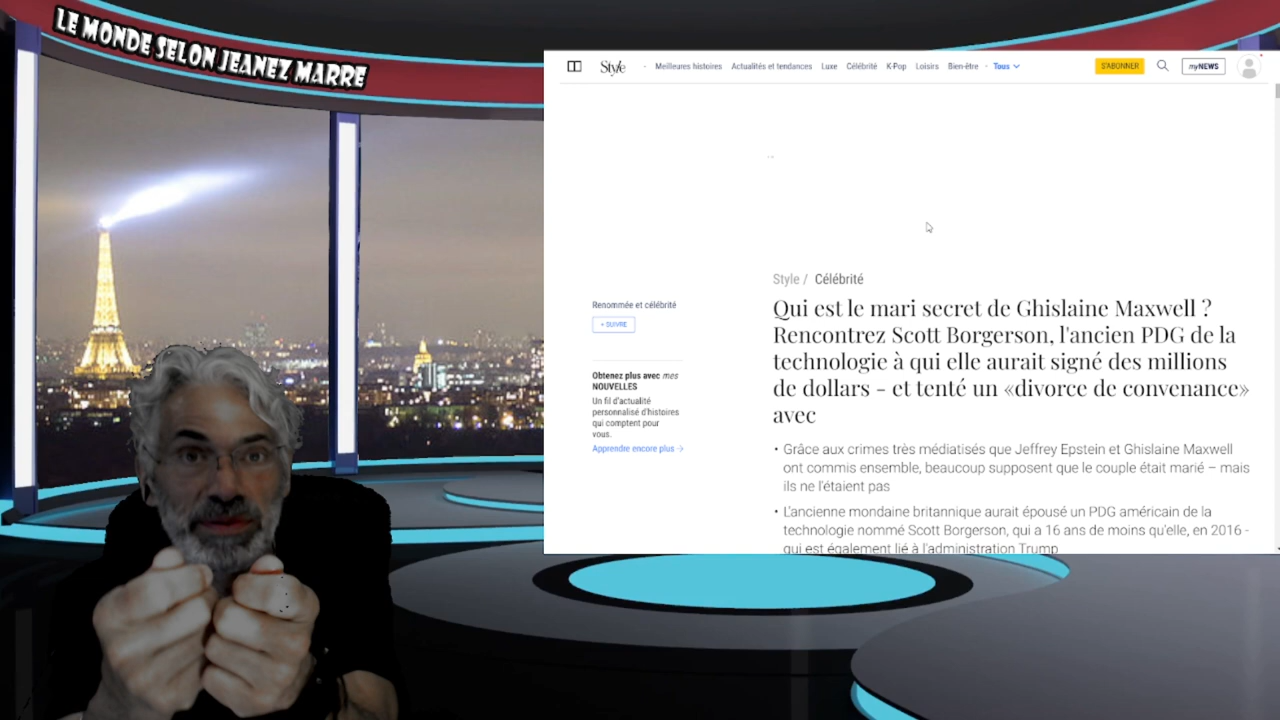 LE MONDE SELON JEANEZ MARRE
Style
Meilleures histoires Actualités et tendances Luxe Célébrité K-Pop Loisirs Bien-être Tous
S'ABONNER
myNEWS
Style / Célébrité
Renommée et célébrité
+ SUIVRE
Qui est le mari secret de Ghislaine Maxwell ?
Rencontrez Scott Borgerson, l'ancien PDG de la
technologie à qui elle aurait signé des millions
de dollars - et tenté un «divorce de convenance»
avec
Obtenez plus avec mes
NOUVELLES
Un fil d'actualité
personnalisé d'histoires
qui comptent pour
vous.
Apprendre encore plus →
• Grâce aux crimes très médiatisés que Jeffrey Epstein et Ghislaine Maxwell
ont commis ensemble, beaucoup supposent que le couple était marié – mais
ils ne l'étaient pas
• L'ancienne mondaine britannique aurait épousé un PDG américain de la
technologie nommé Scott Borgerson, qui a 16 ans de moins qu'elle, en 2016 -
qui est également lié à l'administration Trump